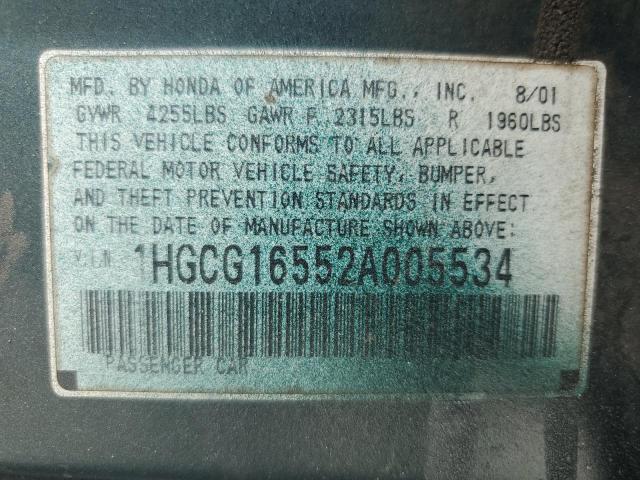 MFD. BY HONDA OF AMERICA MFG., INC. 8/01
GVWR 4255LBS GAWR F 2315LBS R 1960LBS
THIS VEHICLE CONFORMS TO ALL APPLICABLE
FEDERAL MOTOR VEHICLE SAFETY, BUMPER,
AND THEFT PREVENTION STANDARDS IN EFFECT
ON THE DATE OF MANUFACTURE SHOWN ABOVE:
V.I.N. 1HGCG16552A005534
PASSENGER CAR